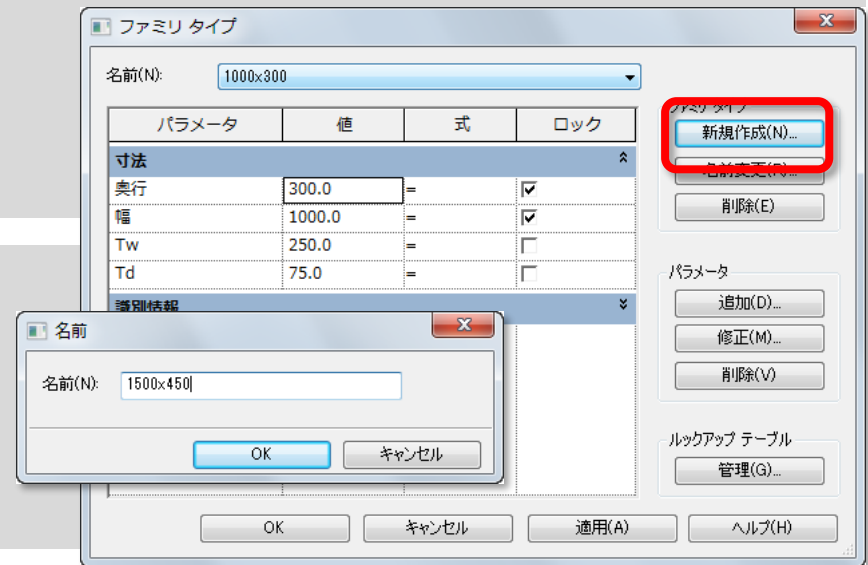 ファミリ タイプ
名前(N): 1000x300
パラメータ 値 式 ロック
寸法
奥行 300.0 =
幅 1000.0 =
Tw 250.0 =
Td 75.0 =
識別情報
ファミリ タイプ
新規作成(N)...
名前変更(R)...
削除(E)
パラメータ
追加(D)...
修正(M)...
削除(V)
ルックアップ テーブル
管理(G)...
名前
名前(N): 1500x450
OK キャンセル
OK キャンセル 適用(A) ヘルプ(H)